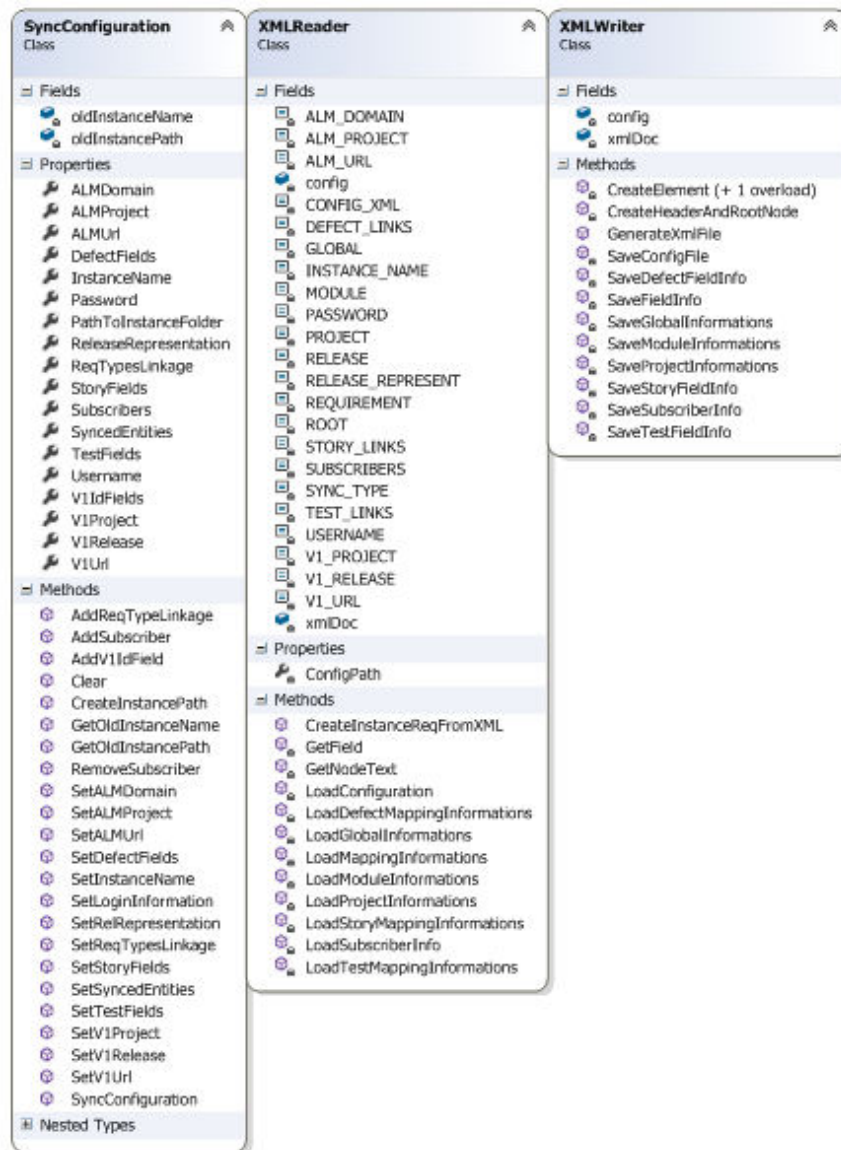 SyncConfiguration
Class
Fields
oldInstanceName
oldInstancePath
Properties
ALMDomain
ALMProject
ALMUrl
DefectFields
InstanceName
Password
PathToInstanceFolder
ReleaseRepresentation
ReqTypesLinkage
StoryFields
Subscribers
SyncedEntities
TestFields
Username
V1IdFields
V1Project
V1Release
V1Url
Methods
AddReqTypeLinkage
AddSubscriber
AddV1IdField
Clear
CreateInstancePath
GetOldInstanceName
GetOldInstancePath
RemoveSubscriber
SetALMDomain
SetALMProject
SetALMUrl
SetDefectFields
SetInstanceName
SetLoginInformation
SetRelRepresentation
SetReqTypesLinkage
SetStoryFields
SetSyncedEntities
SetTestFields
SetV1Project
SetV1Release
SetV1Url
SyncConfiguration
Nested Types
XMLReader
Class
Fields
ALM_DOMAIN
ALM_PROJECT
ALM_URL
config
CONFIG_XML
DEFECT_LINKS
GLOBAL
INSTANCE_NAME
MODULE
PASSWORD
PROJECT
RELEASE
RELEASE_REPRESENT
REQUIREMENT
ROOT
STORY_LINKS
SUBSCRIBERS
SYNC_TYPE
TEST_LINKS
USERNAME
V1_PROJECT
V1_RELEASE
V1_URL
xmlDoc
Properties
ConfigPath
Methods
CreateInstanceReqFromXML
GetField
GetNodeText
LoadConfiguration
LoadDefectMappingInformations
LoadGlobalInformations
LoadMappingInformations
LoadModuleInformations
LoadProjectInformations
LoadStoryMappingInformations
LoadSubscriberInfo
LoadTestMappingInformations
XMLWriter
Class
Fields
config
xmlDoc
Methods
CreateElement (+ 1 overload)
CreateHeaderAndRootNode
GenerateXmlFile
SaveConfigFile
SaveDefectFieldInfo
SaveFieldInfo
SaveGlobalInformations
SaveModuleInformations
SaveProjectInformations
SaveStoryFieldInfo
SaveSubscriberInfo
SaveTestFieldInfo